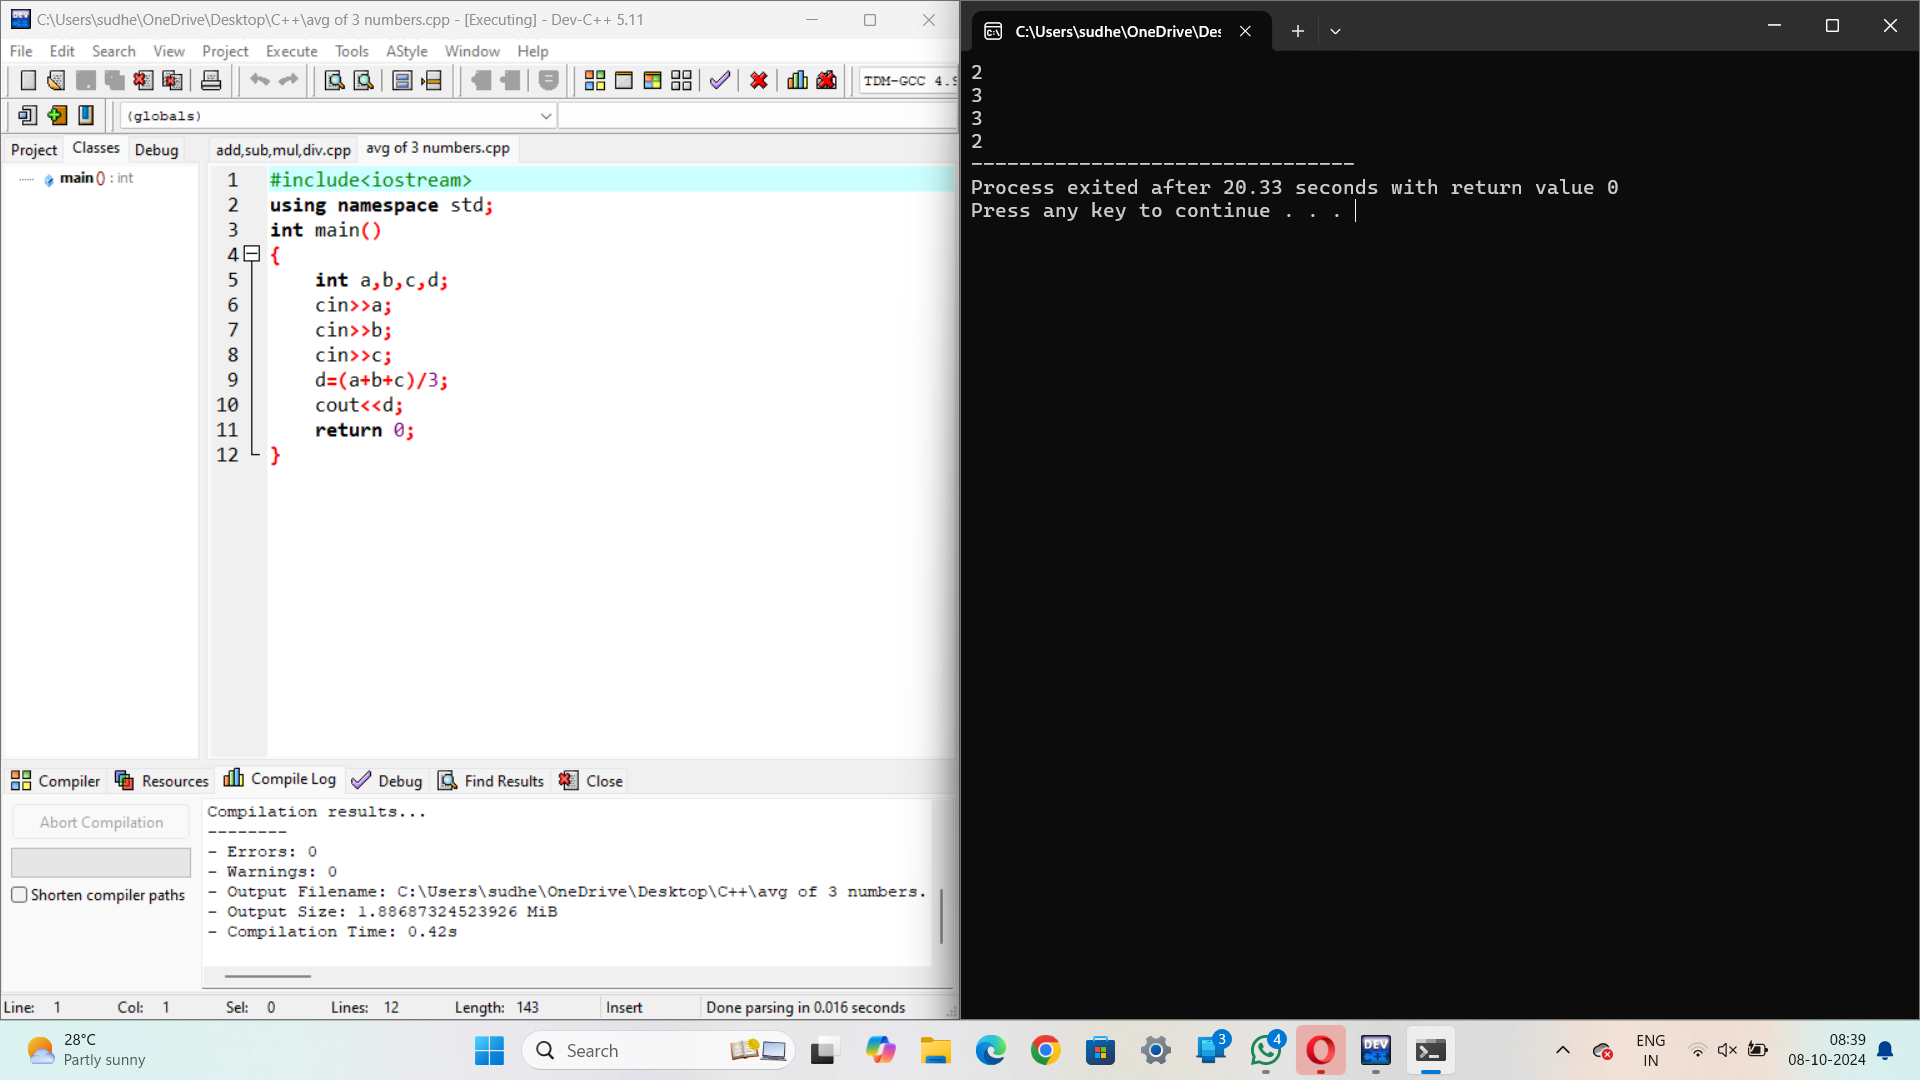 C:\Users\sudhe\OneDrive\Desktop\C++\avg of 3 numbers.cpp - [Executing] - Dev-C++ 5.11
File Edit Search View Project Execute Tools AStyle Window Help
TDM-GCC
(globals)
Project Classes Debug
add,sub,mul,div.cpp avg of 3 numbers.cpp
main () : int
1 #include<iostream>
2 using namespace std;
3 int main()
4 {
5 int a,b,c,d;
6 cin>>a;
7 cin>>b;
8 cin>>c;
9 d=(a+b+c)/3;
10 cout<<d;
11 return 0;
12 }
Compiler Resources Compile Log Debug Find Results Close
Abort Compilation
Shorten compiler paths
Compilation results...
--------
- Errors: 0
- Warnings: 0
- Output Filename: C:\Users\sudhe\OneDrive\Desktop\C++\avg of 3 numbers.
- Output Size: 1.88687324523926 MiB
- Compilation Time: 0.42s
Line: 1 Col: 1 Sel: 0 Lines: 12 Length: 143 Insert Done parsing in 0.016 seconds
C:\Users\sudhe\OneDrive\Des
2
3
3
2
--------------------------------
Process exited after 20.33 seconds with return value 0
Press any key to continue . . .
28°C
Partly sunny
Search
3
4
DEV
C++
ENG
IN
08:39
08-10-2024